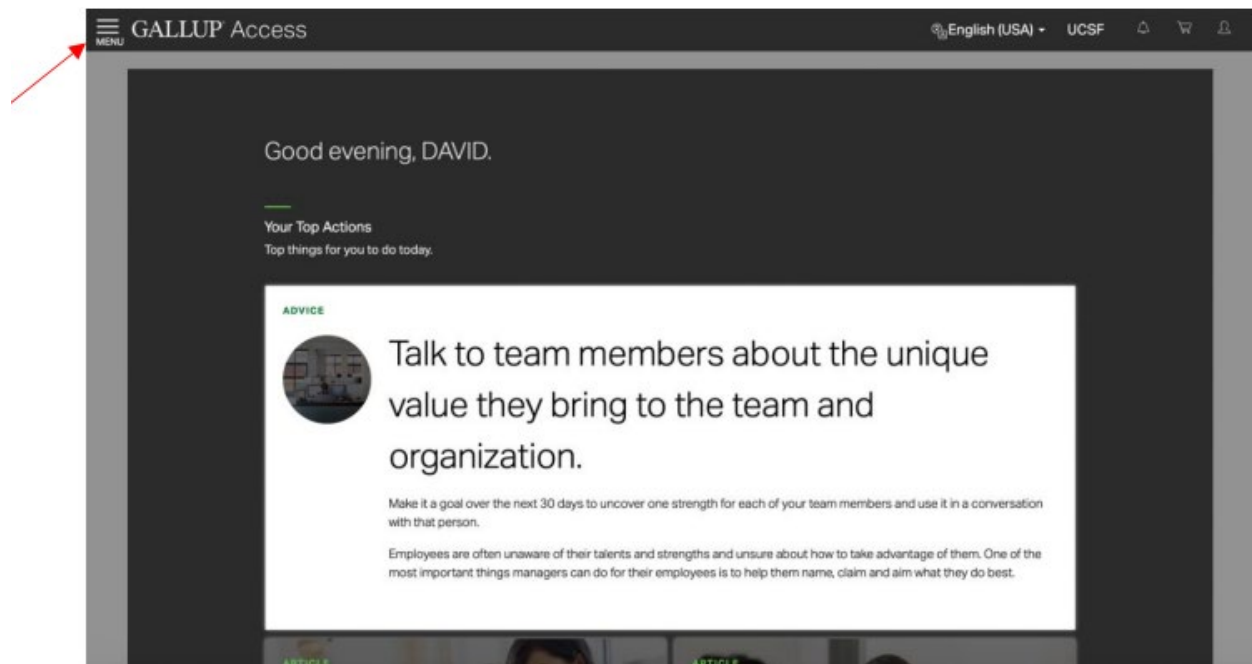 MENU GALLUP Access English (USA) UCSF
Good evening, DAVID.
Your Top Actions
Top things for you to do today.
ADVICE
Talk to team members about the unique
value they bring to the team and
organization.
Make it a goal over the next 30 days to uncover one strength for each of your team members and use it in a conversation
with that person.
Employees are often unaware of their talents and strengths and unsure about how to take advantage of them. One of the
most important things managers can do for their employees is to help them name, claim and aim what they do best.
ARTICLE ARTICLE